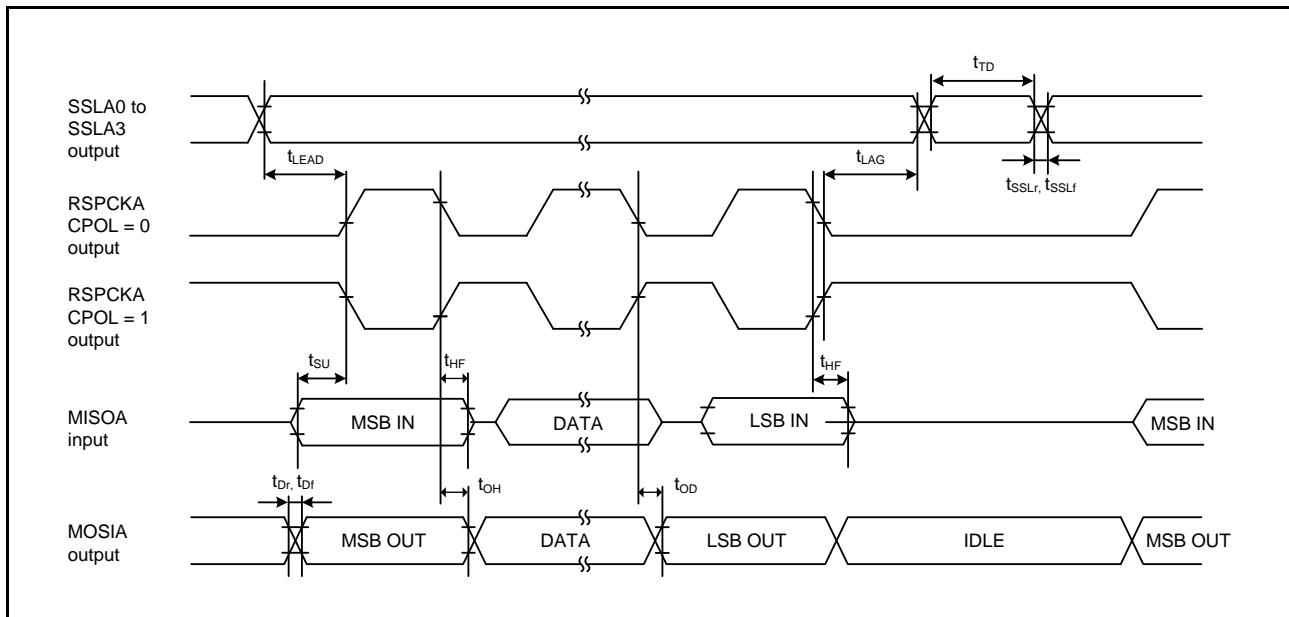 tTD
SSLA0 to
SSLA3
output
tLEAD
tLAG
tSSLr, tSSLf
RSPCKA
CPOL = 0
output
RSPCKA
CPOL = 1
output
tSU
tHF
tHF
MISOA
input
MSB IN
DATA
LSB IN
MSB IN
tDr, tDf
tOH
tOD
MOSIA
output
MSB OUT
DATA
LSB OUT
IDLE
MSB OUT